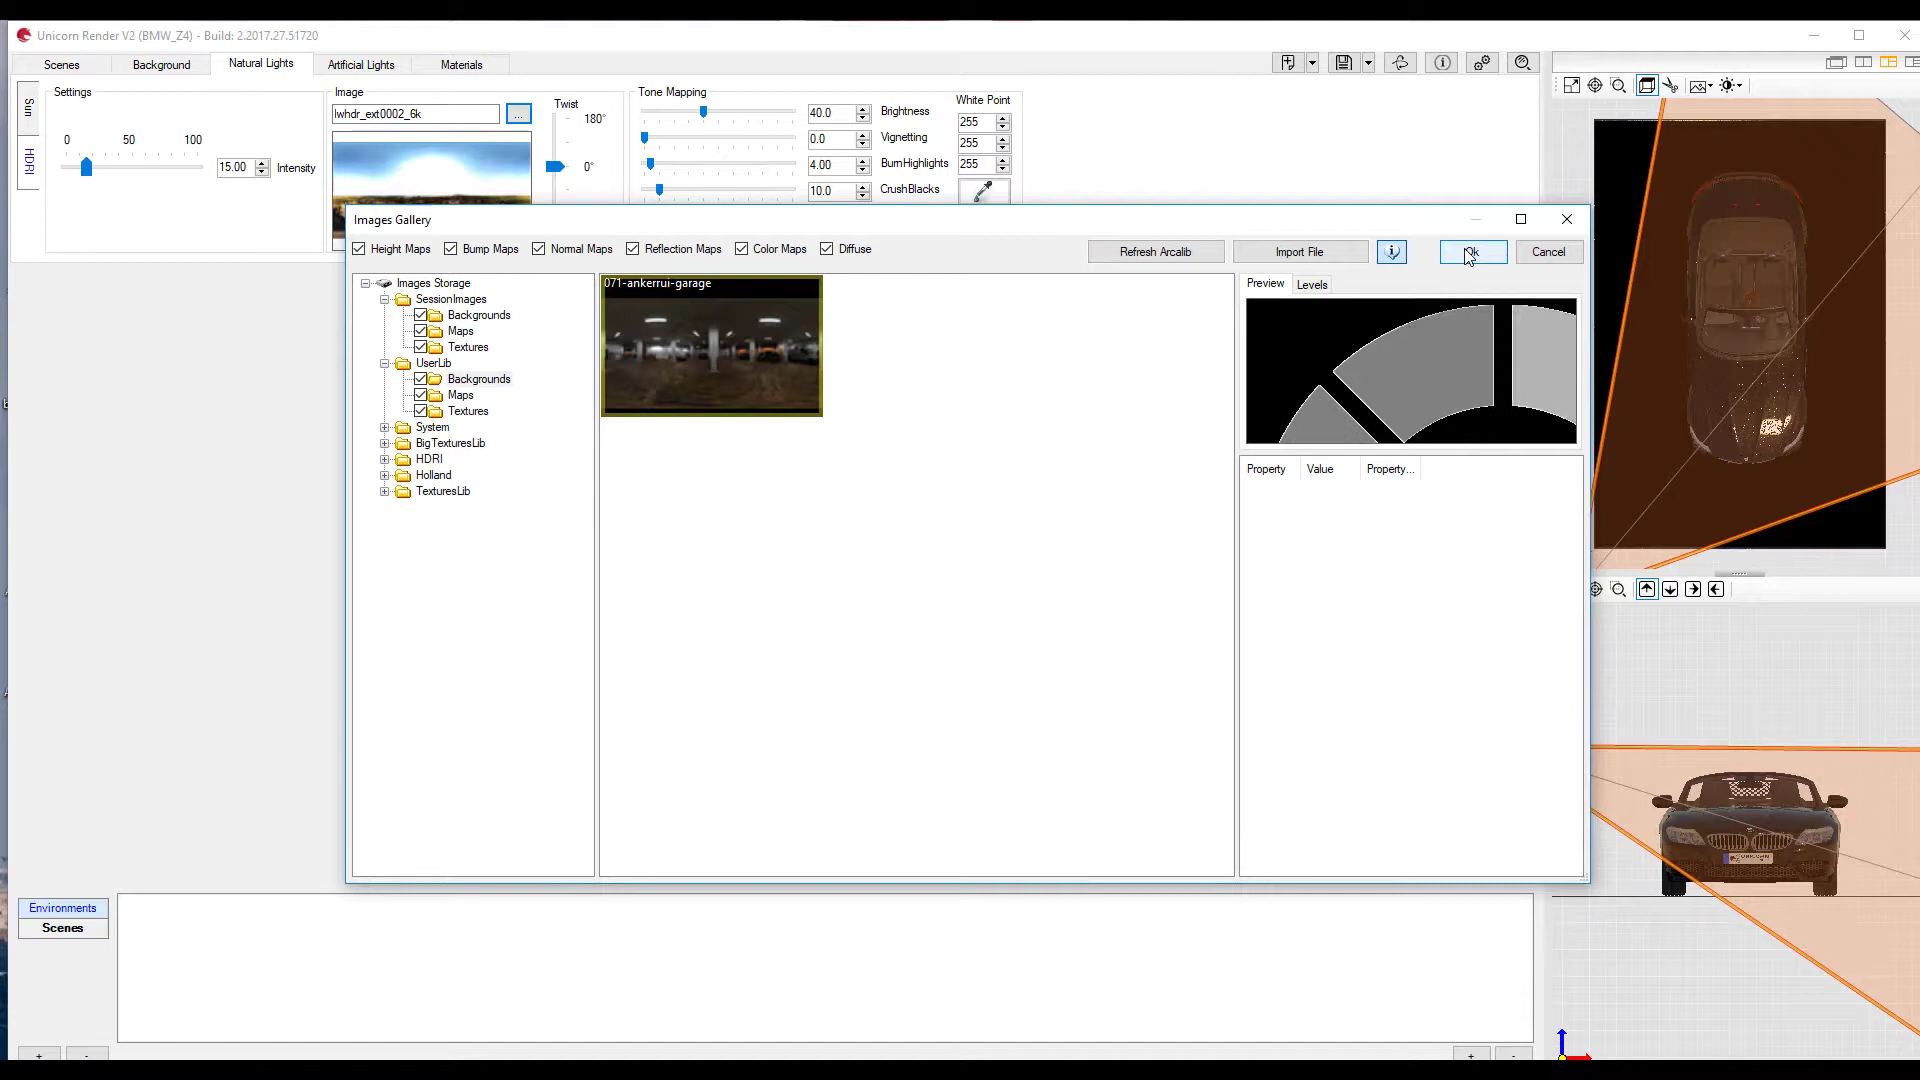 Unicorn Render V2 (BMW_Z4) - Build: 2.2017.27.51720
Scenes
Background
Natural Lights
Artificial Lights
Materials
Sun
HDRI
Settings
0
50
100
15.00
Intensity
Image
lwhdr_ext0002_6k
...
Twist
180°
0°
Tone Mapping
40.0
Brightness
0.0
Vignetting
4.00
BurnHighlights
10.0
CrushBlacks
White Point
255
255
255
Images Gallery
Height Maps
Bump Maps
Normal Maps
Reflection Maps
Color Maps
Diffuse
Refresh Arcalib
Import File
Ok
Cancel
Images Storage
SessionImages
Backgrounds
Maps
Textures
UserLib
Backgrounds
Maps
Textures
System
BigTexturesLib
HDRI
Holland
TexturesLib
071-ankerrui-garage
Preview
Levels
Property
Value
Property...
Environments
Scenes
+
-
+
-